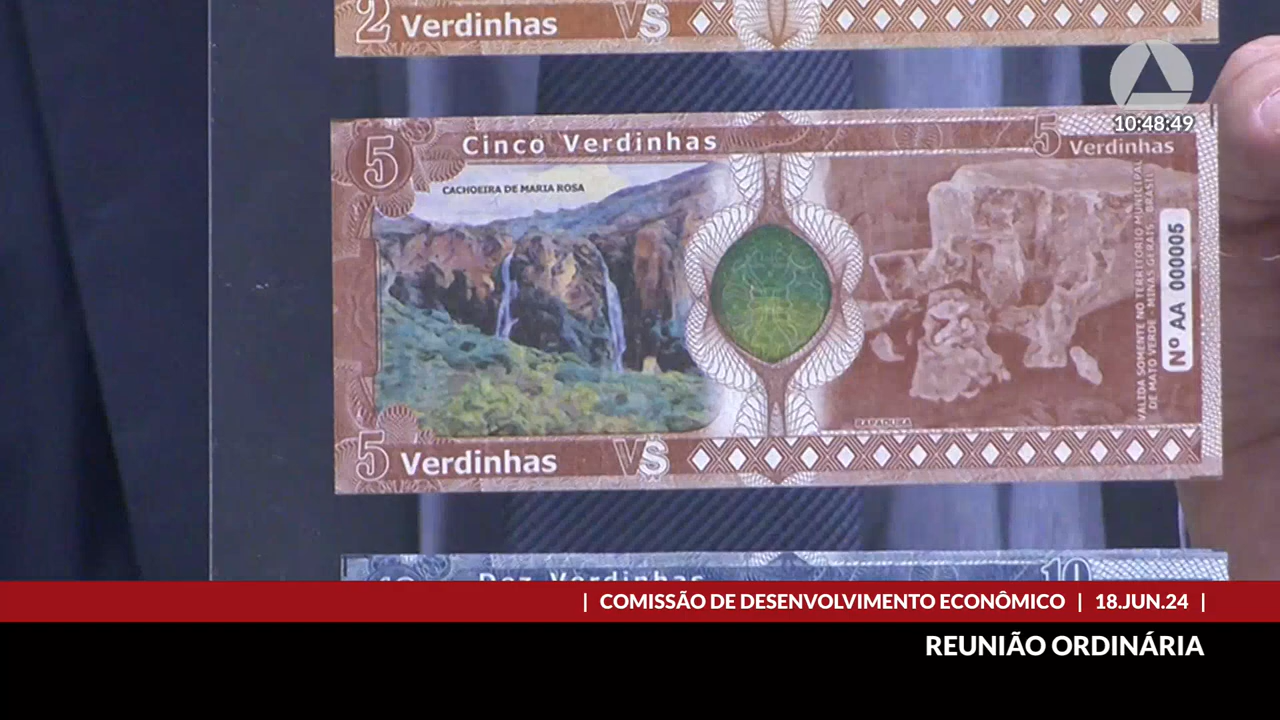 2 Verdinhas V$
10:48:49
5 Cinco Verdinhas 5 Verdinhas
CACHOEIRA DE MARIA ROSA
VALIDA SOMENTE NO TERRITÓRIO MUNICIPAL
DE MATO VERDE - MINAS GERAIS - BRASIL
Nº AA 000005
RAPADURA
5 Verdinhas V$
Dez Verdinhas 10
| COMISSÃO DE DESENVOLVIMENTO ECONÔMICO | 18.JUN.24 |
REUNIÃO ORDINÁRIA